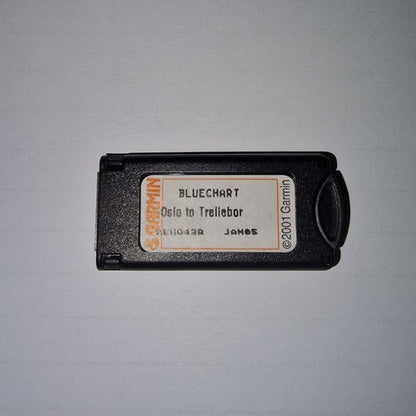 GARMIN
BLUECHART
Oslo to Trellebor
JAN05
©2001 Garmin